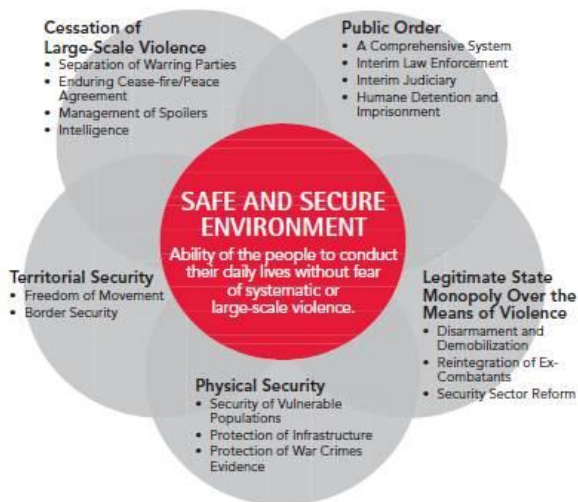 Cessation of
Large-Scale Violence
• Separation of Warring Parties
• Enduring Cease-fire/Peace
Agreement
• Management of Spoilers
• Intelligence
Public Order
• A Comprehensive System
• Interim Law Enforcement
• Interim Judiciary
• Humane Detention and
Imprisonment
SAFE AND SECURE
ENVIRONMENT
Ability of the people to conduct
their daily lives without fear
of systematic or
large-scale violence.
Territorial Security
• Freedom of Movement
• Border Security
Legitimate State
Monopoly Over the
Means of Violence
• Disarmament and
Demobilization
• Reintegration of Ex-
Combatants
• Security Sector Reform
Physical Security
• Security of Vulnerable
Populations
• Protection of Infrastructure
• Protection of War Crimes
Evidence